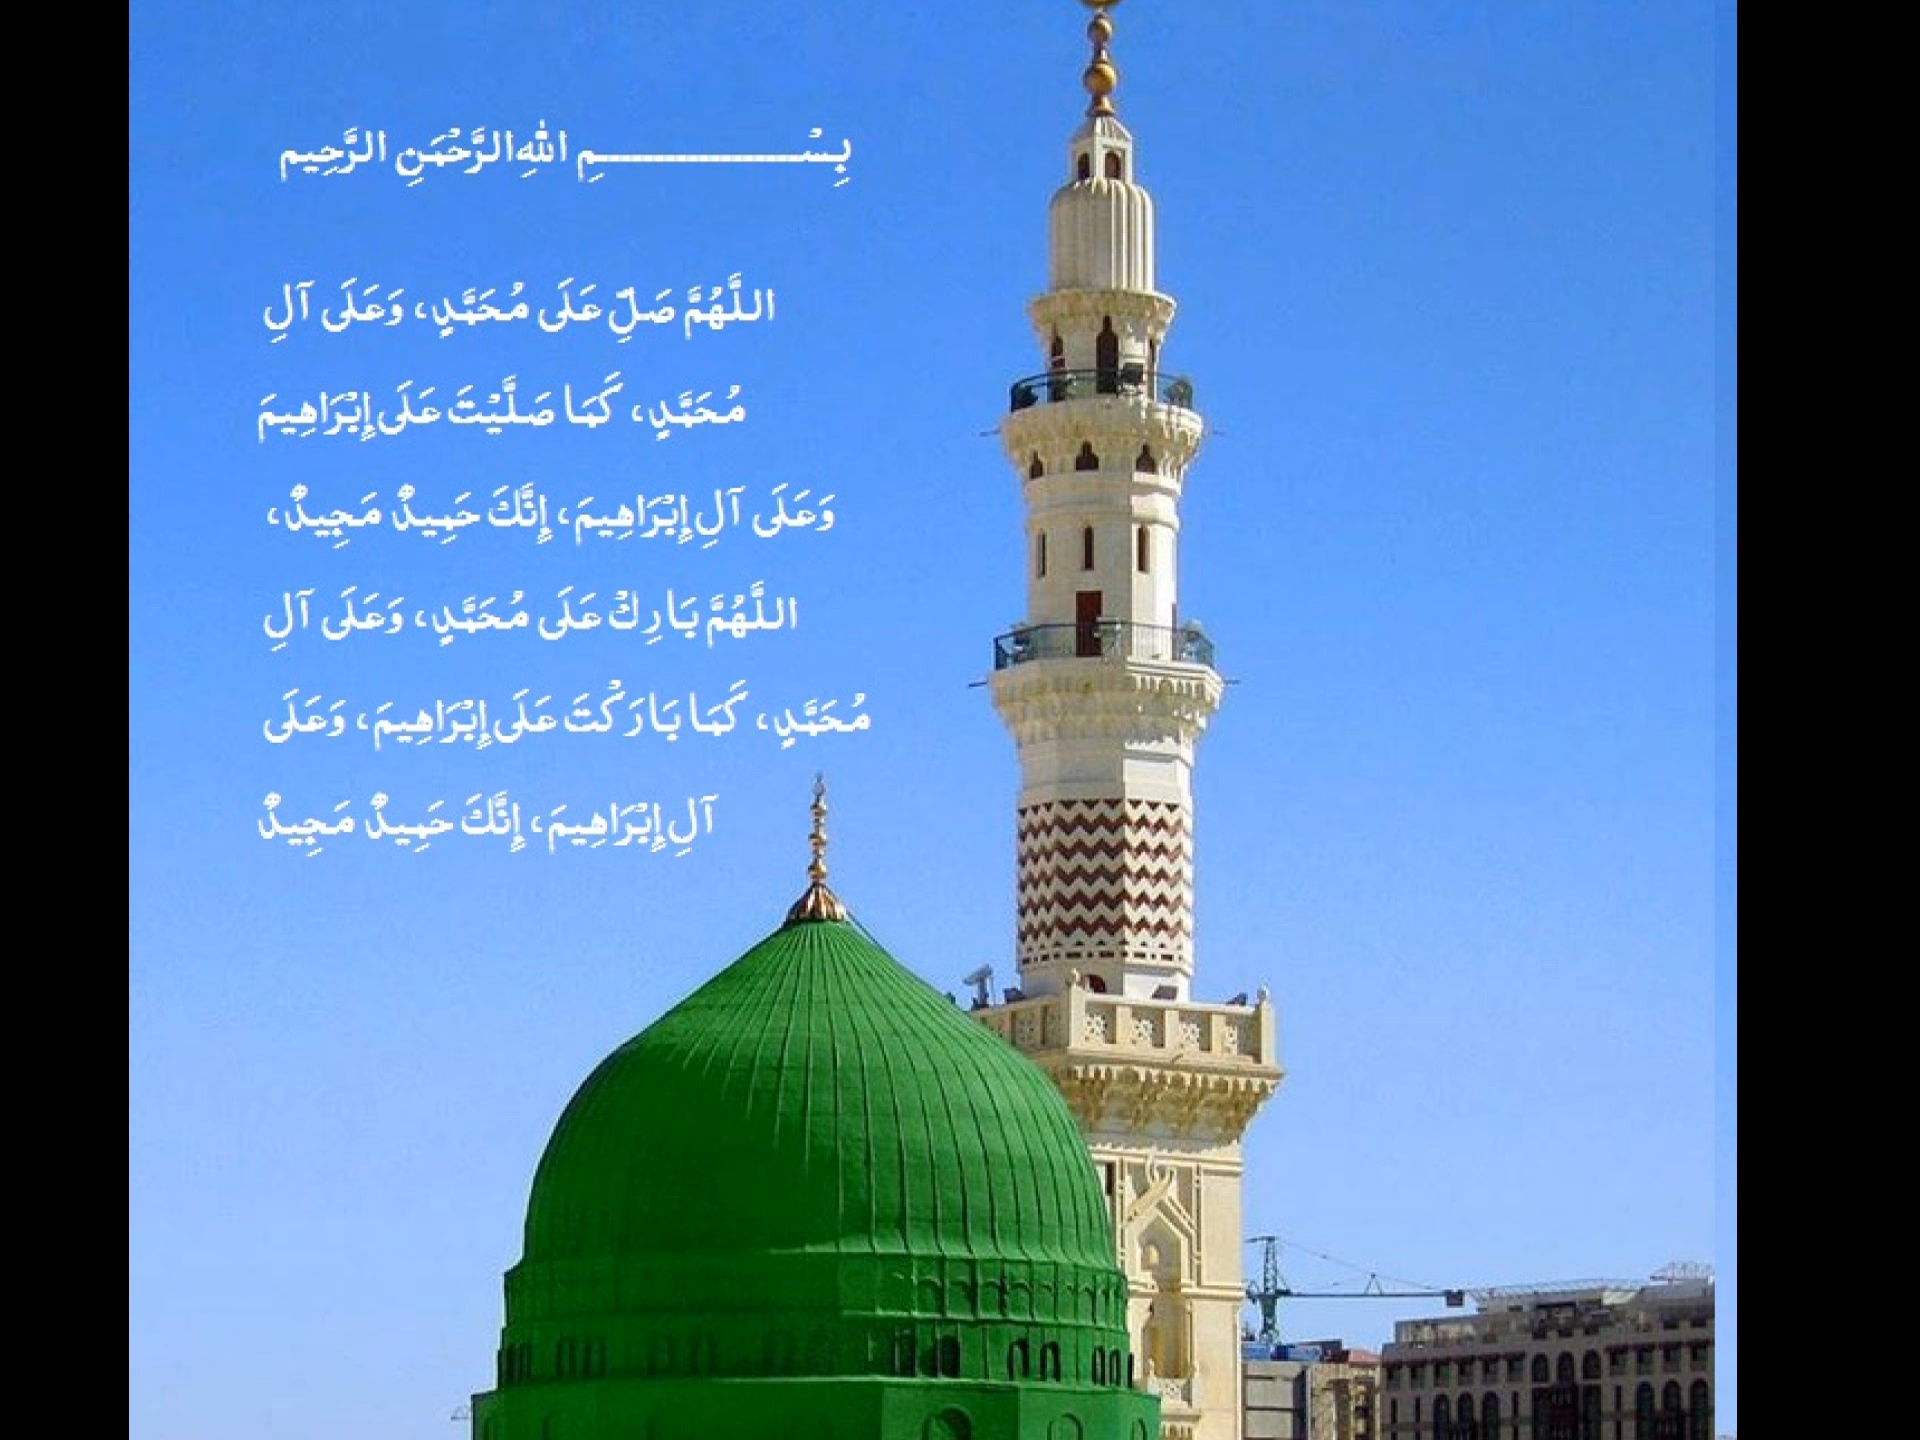 بِسْــــــــــــــــــمِ اللهِ الرَّحْمَنِ الرَّحِيم
اللَّهُمَّ صَلِّ عَلَى مُحَمَّدٍ، وَعَلَى آلِ
مُحَمَّدٍ، كَمَا صَلَّيْتَ عَلَى إِبْرَاهِيمَ
وَعَلَى آلِ إِبْرَاهِيمَ، إِنَّكَ حَمِيدٌ مَجِيدٌ،
اللَّهُمَّ بَارِكْ عَلَى مُحَمَّدٍ، وَعَلَى آلِ
مُحَمَّدٍ، كَمَا بَارَكْتَ عَلَى إِبْرَاهِيمَ، وَعَلَى
آلِ إِبْرَاهِيمَ، إِنَّكَ حَمِيدٌ مَجِيدٌ